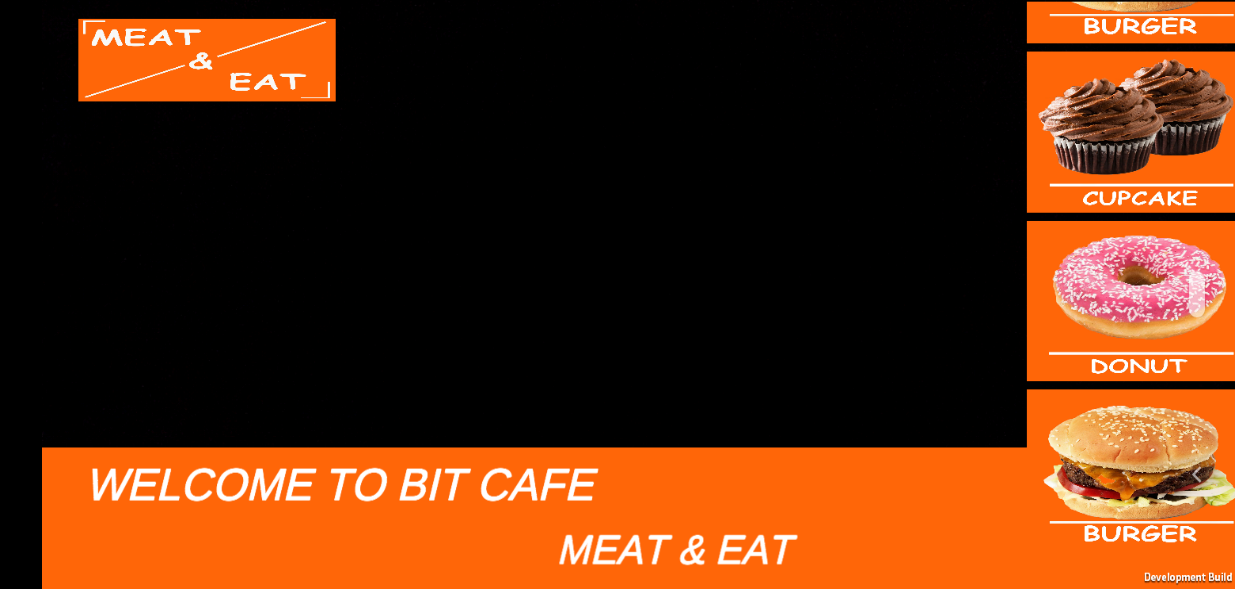 MEAT
&
EAT
BURGER
CUPCAKE
DONUT
BURGER
WELCOME TO BIT CAFE
MEAT & EAT
Development Build